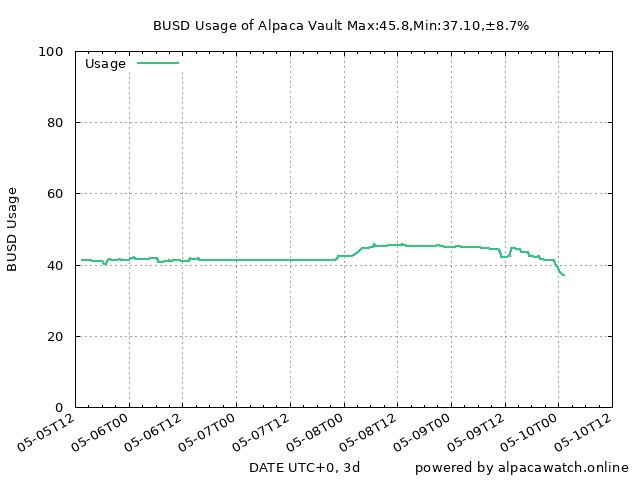 BUSD Usage of Alpaca Vault Max:45.8,Min:37.10,±8.7%
100
Usage
80
60
BUSD Usage
40
20
0
05-05T12
05-06T00
05-06T12
05-07T00
05-07T12
05-08T00
05-08T12
05-09T00
05-09T12
05-10T00
05-10T12
DATE UTC+0, 3d
powered by alpacawatch.online